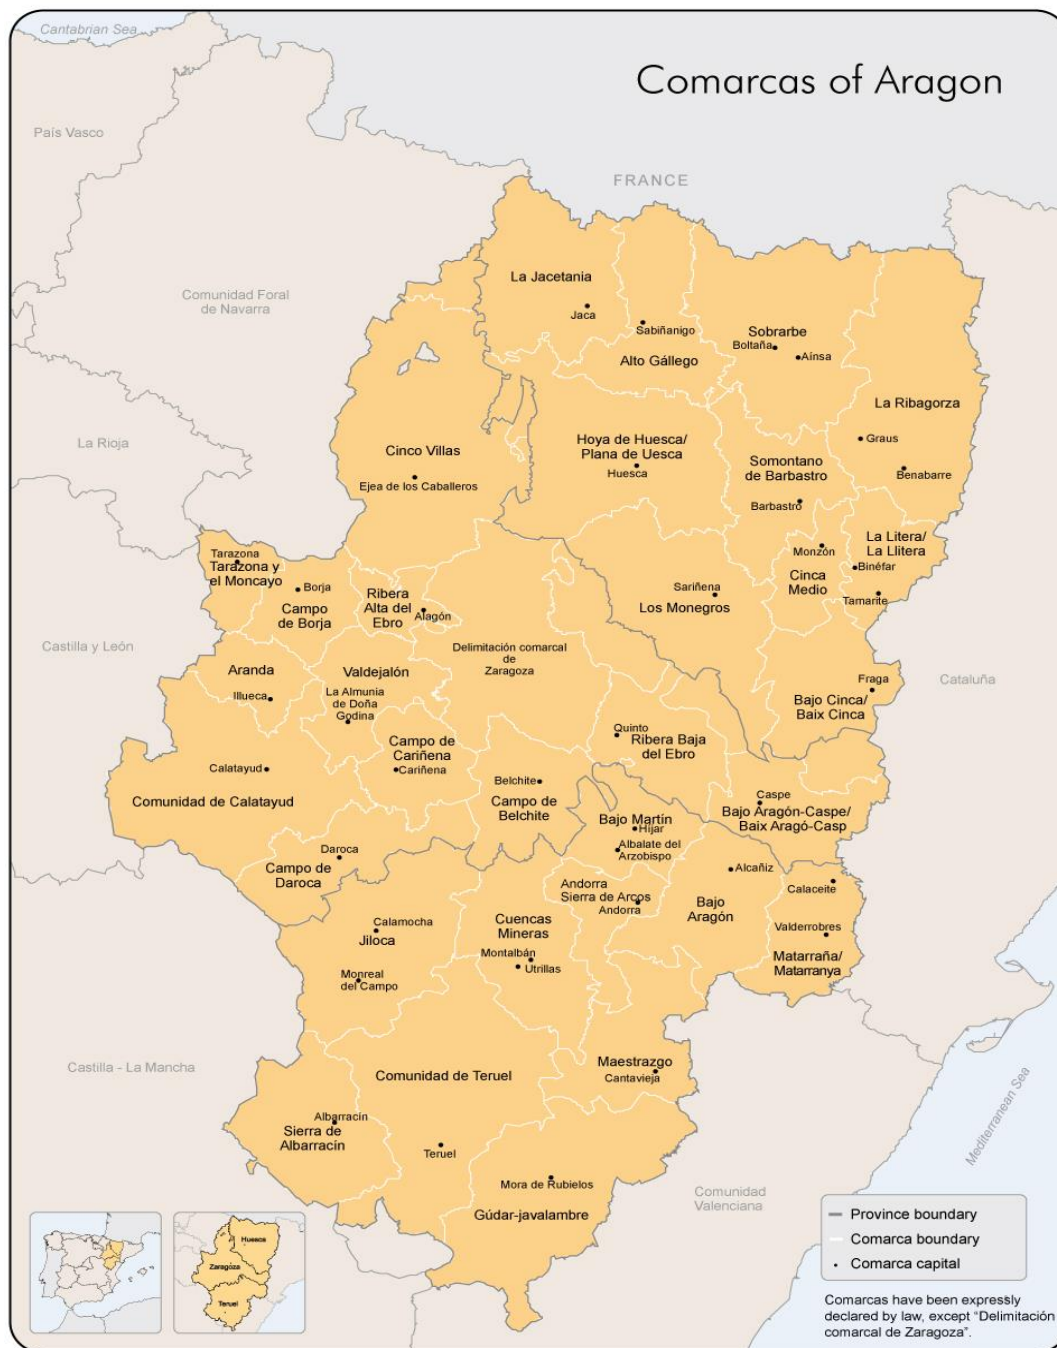 Cantabrian Sea
Comarcas of Aragon
País Vasco
FRANCE
Comunidad Foral
de Navarra
La Jacetania
Jaca
Sabiñanigo
Alto Gállego
Sobrarbe
Boltaña
Aínsa
La Ribagorza
Graus
Benabarre
La Rioja
Cinco Villas
Ejea de los Caballeros
Hoya de Huesca/
Plana de Uesca
Huesca
Somontano
de Barbastro
Barbastro
La Litera/
La Llitera
Binéfar
Tamarite
Monzón
Cinca
Medio
Tarazona
Tarazona y
el Moncayo
Borja
Campo
de Borja
Ribera
Alta del
Ebro
Alagón
Sariñena
Los Monegros
Castilla y León
Delimitación comarcal
de
Zaragoza
Aranda
Illueca
Valdejalón
La Almunia
de Doña
Godina
Fraga
Bajo Cinca/
Baix Cinca
Cataluña
Campo de
Cariñena
Cariñena
Quinto
Ribera Baja
del Ebro
Calatayud
Comunidad de Calatayud
Belchite
Campo de
Belchite
Caspe
Bajo Aragón-Caspe/
Baix Aragó-Casp
Bajo Martín
Híjar
Albalate del
Arzobispo
Daroca
Campo de
Daroca
Andorra
Sierra de Arcos
Andorra
Alcañiz
Bajo
Aragón
Calaceite
Valderrobres
Matarraña/
Matarranya
Calamocha
Jiloca
Monreal
del Campo
Cuencas
Mineras
Montalbán
Utrillas
Castilla - La Mancha
Comunidad de Teruel
Maestrazgo
Cantavieja
Albarracín
Sierra de
Albarracín
Teruel
Mora de Rubielos
Gúdar-javalambre
Comunidad
Valenciana
Mediterranean Sea
Huesca
Zaragoza
Teruel
Province boundary
Comarca boundary
Comarca capital
Comarcas have been expressly
declared by law, except “Delimitación
comarcal de Zaragoza”.